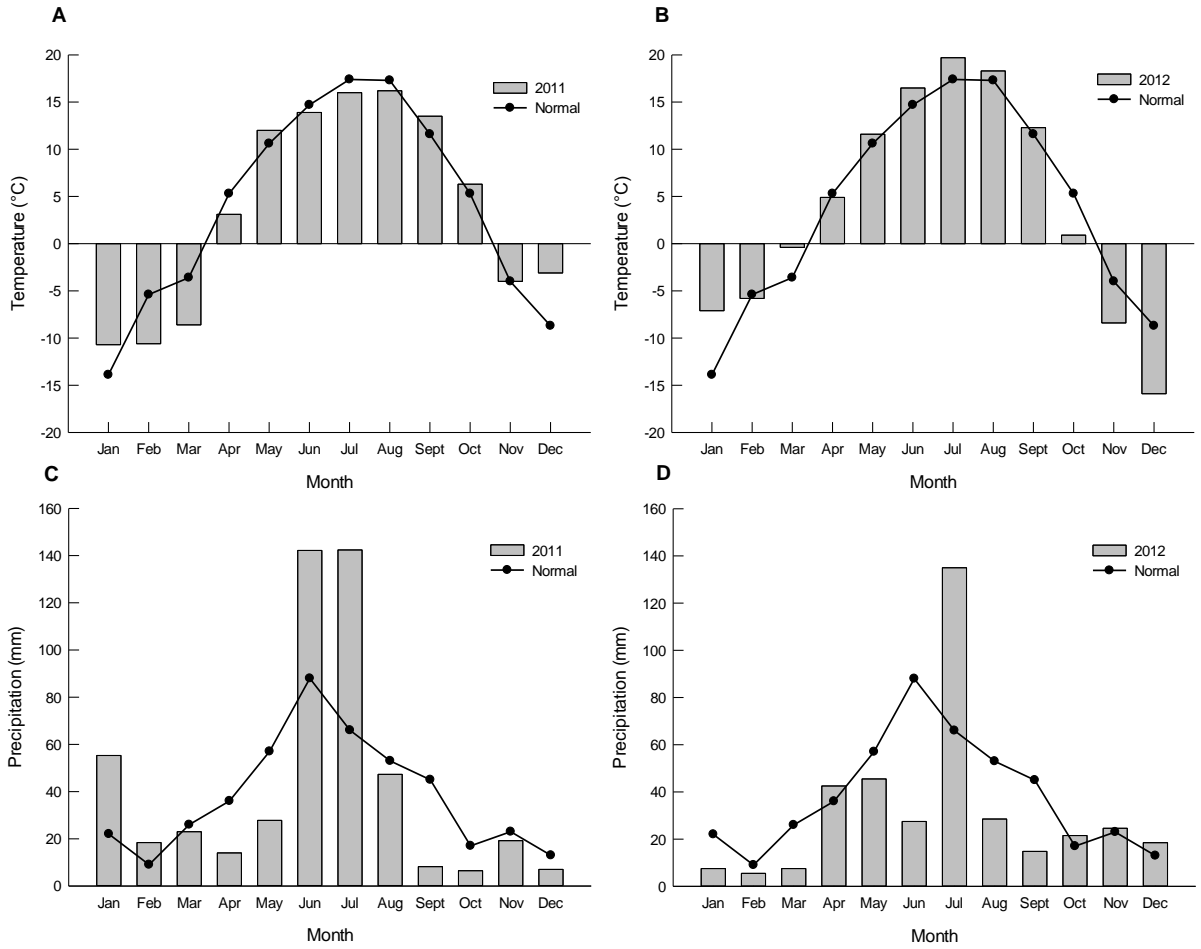 A
Temperature (°C)
20
15
10
5
0
-5
-10
-15
-20
2011
Normal
Jan Feb Mar Apr May Jun Jul Aug Sept Oct Nov Dec
Month
B
Temperature (°C)
20
15
10
5
0
-5
-10
-15
-20
2012
Normal
Jan Feb Mar Apr May Jun Jul Aug Sept Oct Nov Dec
Month
C
Precipitation (mm)
160
140
120
100
80
60
40
20
0
2011
Normal
Jan Feb Mar Apr May Jun Jul Aug Sept Oct Nov Dec
Month
D
Precipitation (mm)
160
140
120
100
80
60
40
20
0
2012
Normal
Jan Feb Mar Apr May Jun Jul Aug Sept Oct Nov Dec
Month